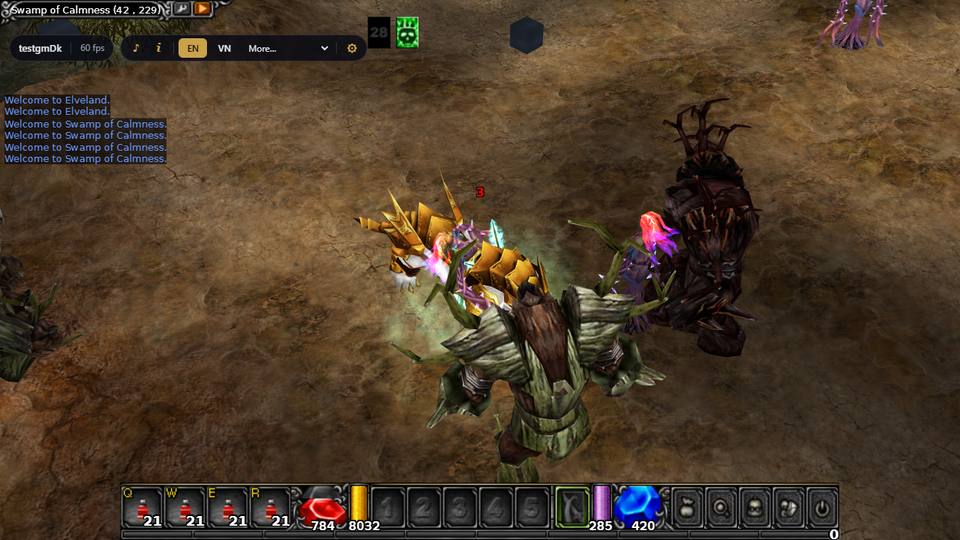 Swamp of Calmness (42 , 229)
testgmDk 60 fps EN VN More...
28
Welcome to Elveland.
Welcome to Elveland.
Welcome to Swamp of Calmness.
Welcome to Swamp of Calmness.
Welcome to Swamp of Calmness.
Welcome to Swamp of Calmness.
3
Q W E R
1 2 3 4 5
21 21 21 21 784 8032 285 420
0